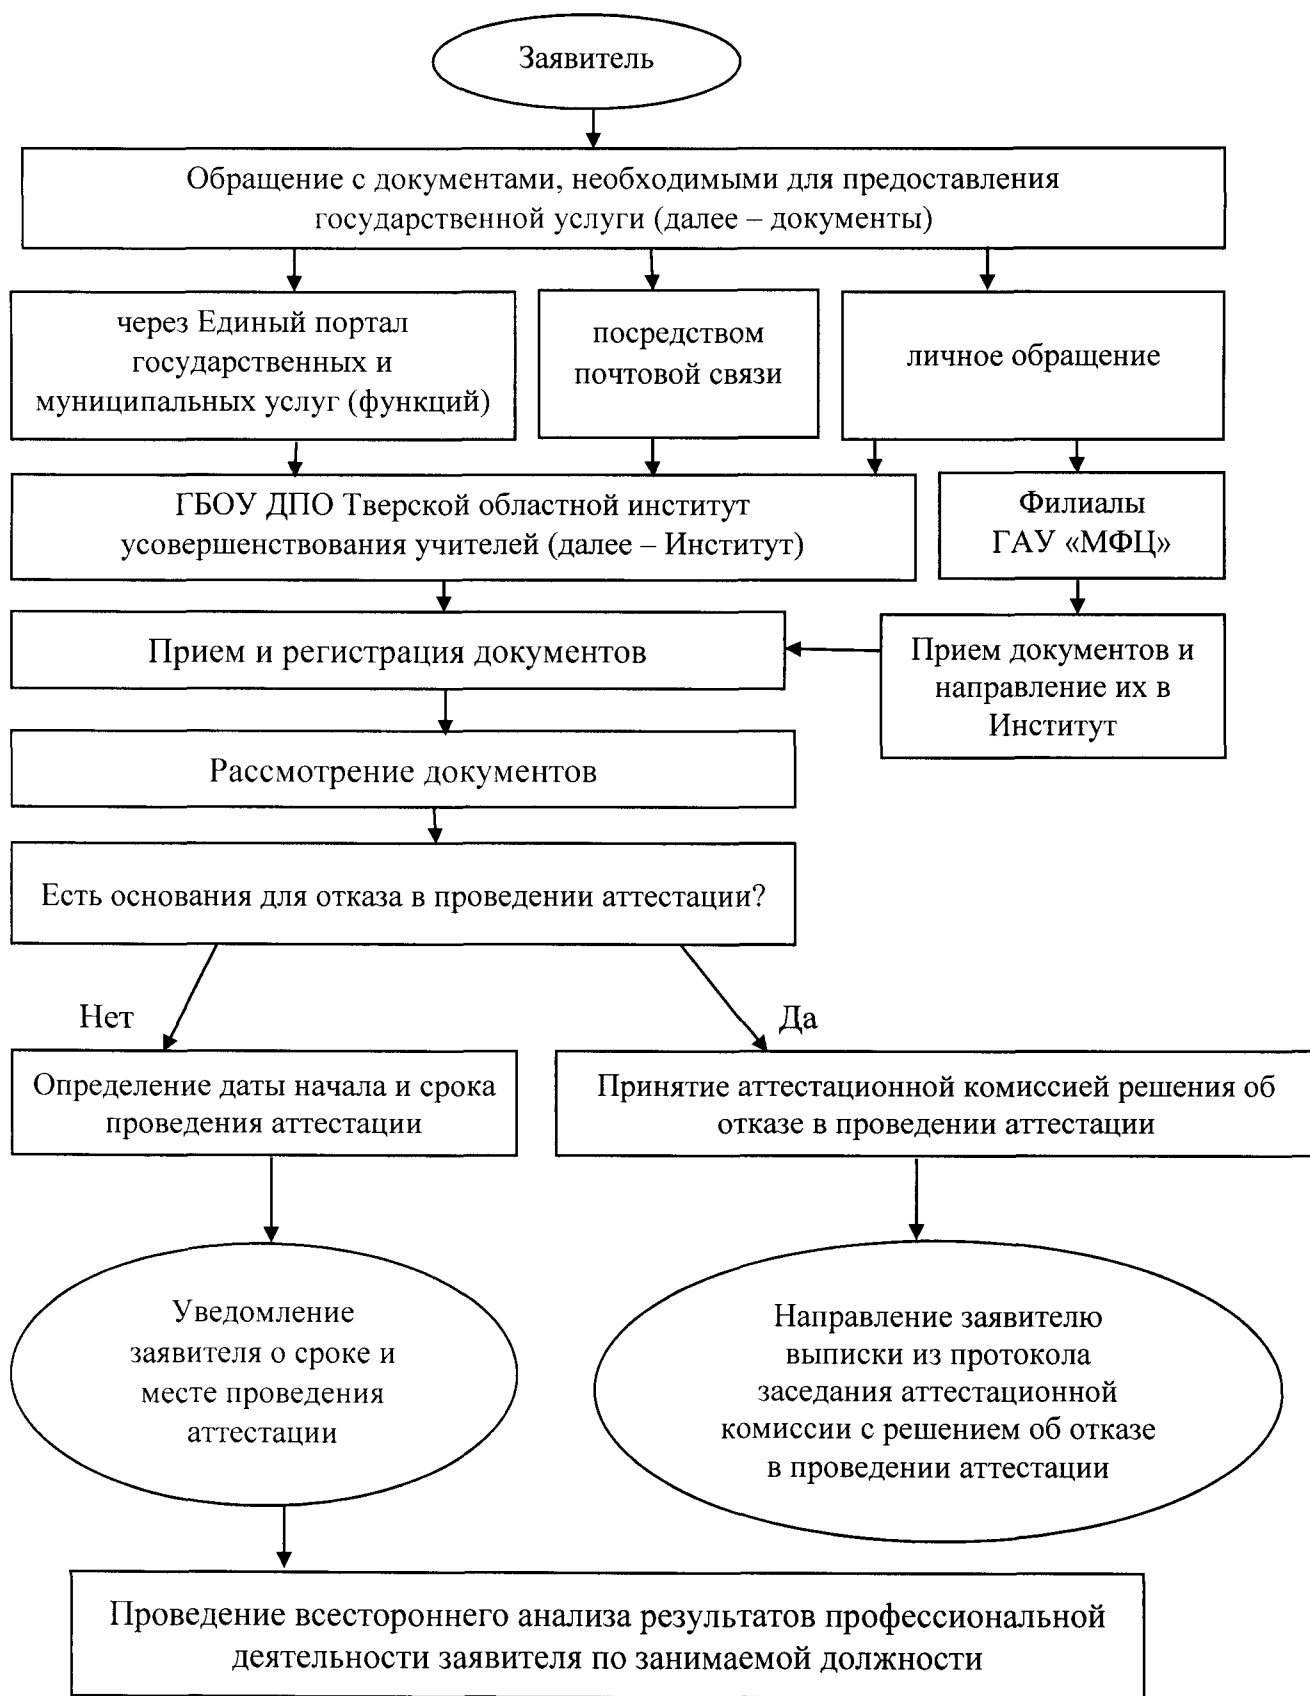 Заявитель
Обращение с документами, необходимыми для предоставления
государственной услуги (далее – документы)
через Единый портал
государственных и
муниципальных услуг (функций)
посредством
почтовой связи
личное обращение
ГБОУ ДПО Тверской областной институт
усовершенствования учителей (далее – Институт)
Филиалы
ГАУ «МФЦ»
Прием и регистрация документов
Прием документов и
направление их в
Институт
Рассмотрение документов
Есть основания для отказа в проведении аттестации?
Нет
Да
Определение даты начала и срока
проведения аттестации
Принятие аттестационной комиссией решения об
отказе в проведении аттестации
Уведомление
заявителя о сроке и
месте проведения
аттестации
Направление заявителю
выписки из протокола
заседания аттестационной
комиссии с решением об отказе
в проведении аттестации
Проведение всестороннего анализа результатов профессиональной
деятельности заявителя по занимаемой должности